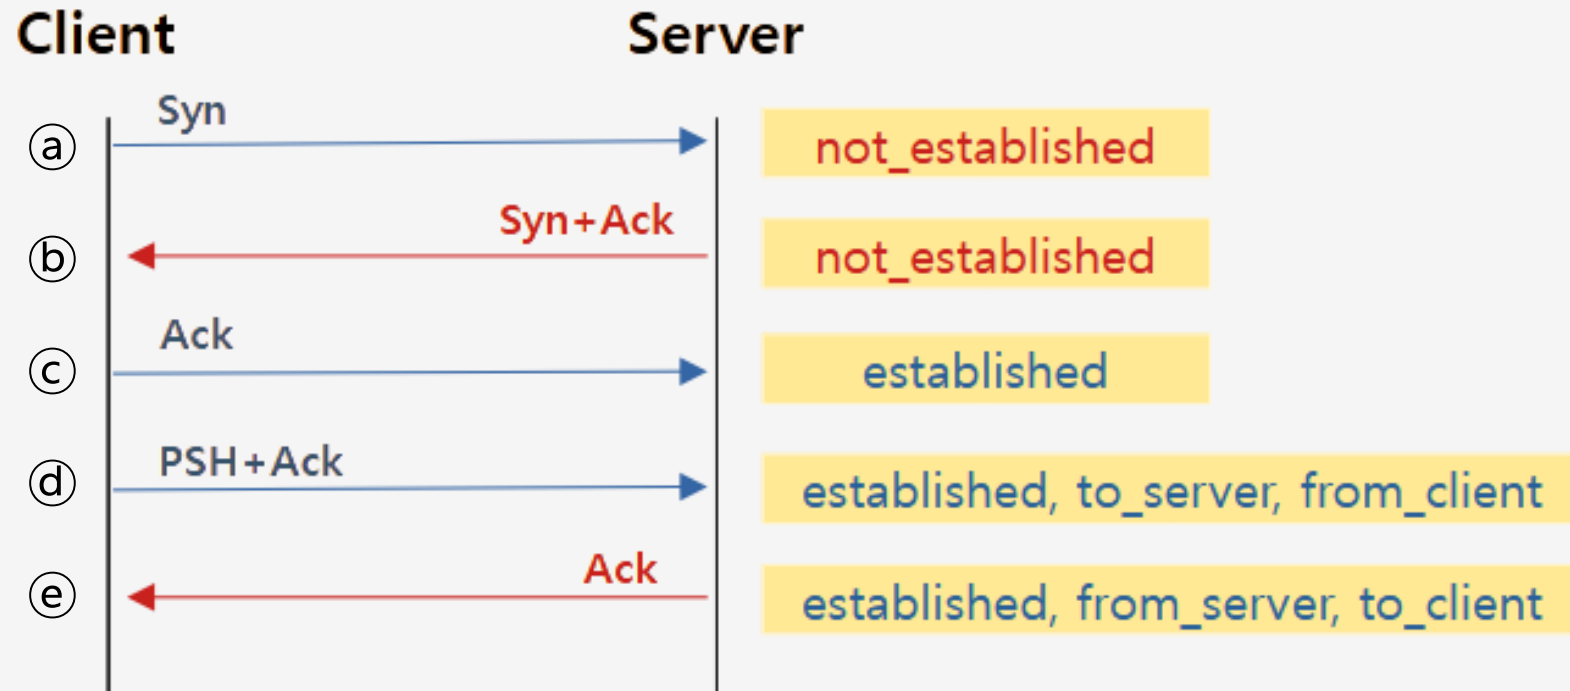 Client Server
Syn
ⓐ not_established
Syn+Ack
ⓑ not_established
Ack
ⓒ established
PSH+Ack
ⓓ established, to_server, from_client
Ack
ⓔ established, from_server, to_client